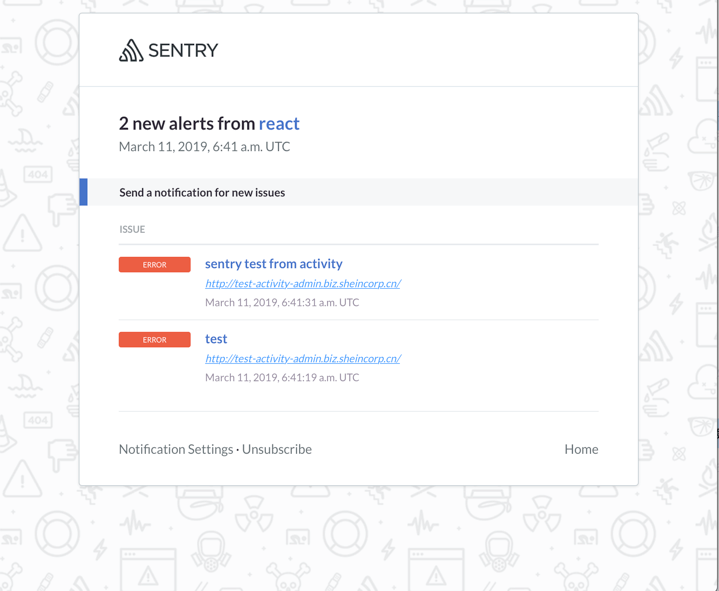 SENTRY
2 new alerts from react
March 11, 2019, 6:41 a.m. UTC
404
Send a notification for new issues
ISSUE
ERROR
sentry test from activity
http://test-activity-admin.biz.sheincorp.cn/
March 11, 2019, 6:41:31 a.m. UTC
ERROR
test
http://test-activity-admin.biz.sheincorp.cn/
March 11, 2019, 6:41:19 a.m. UTC
404
Notification Settings · Unsubscribe
Home